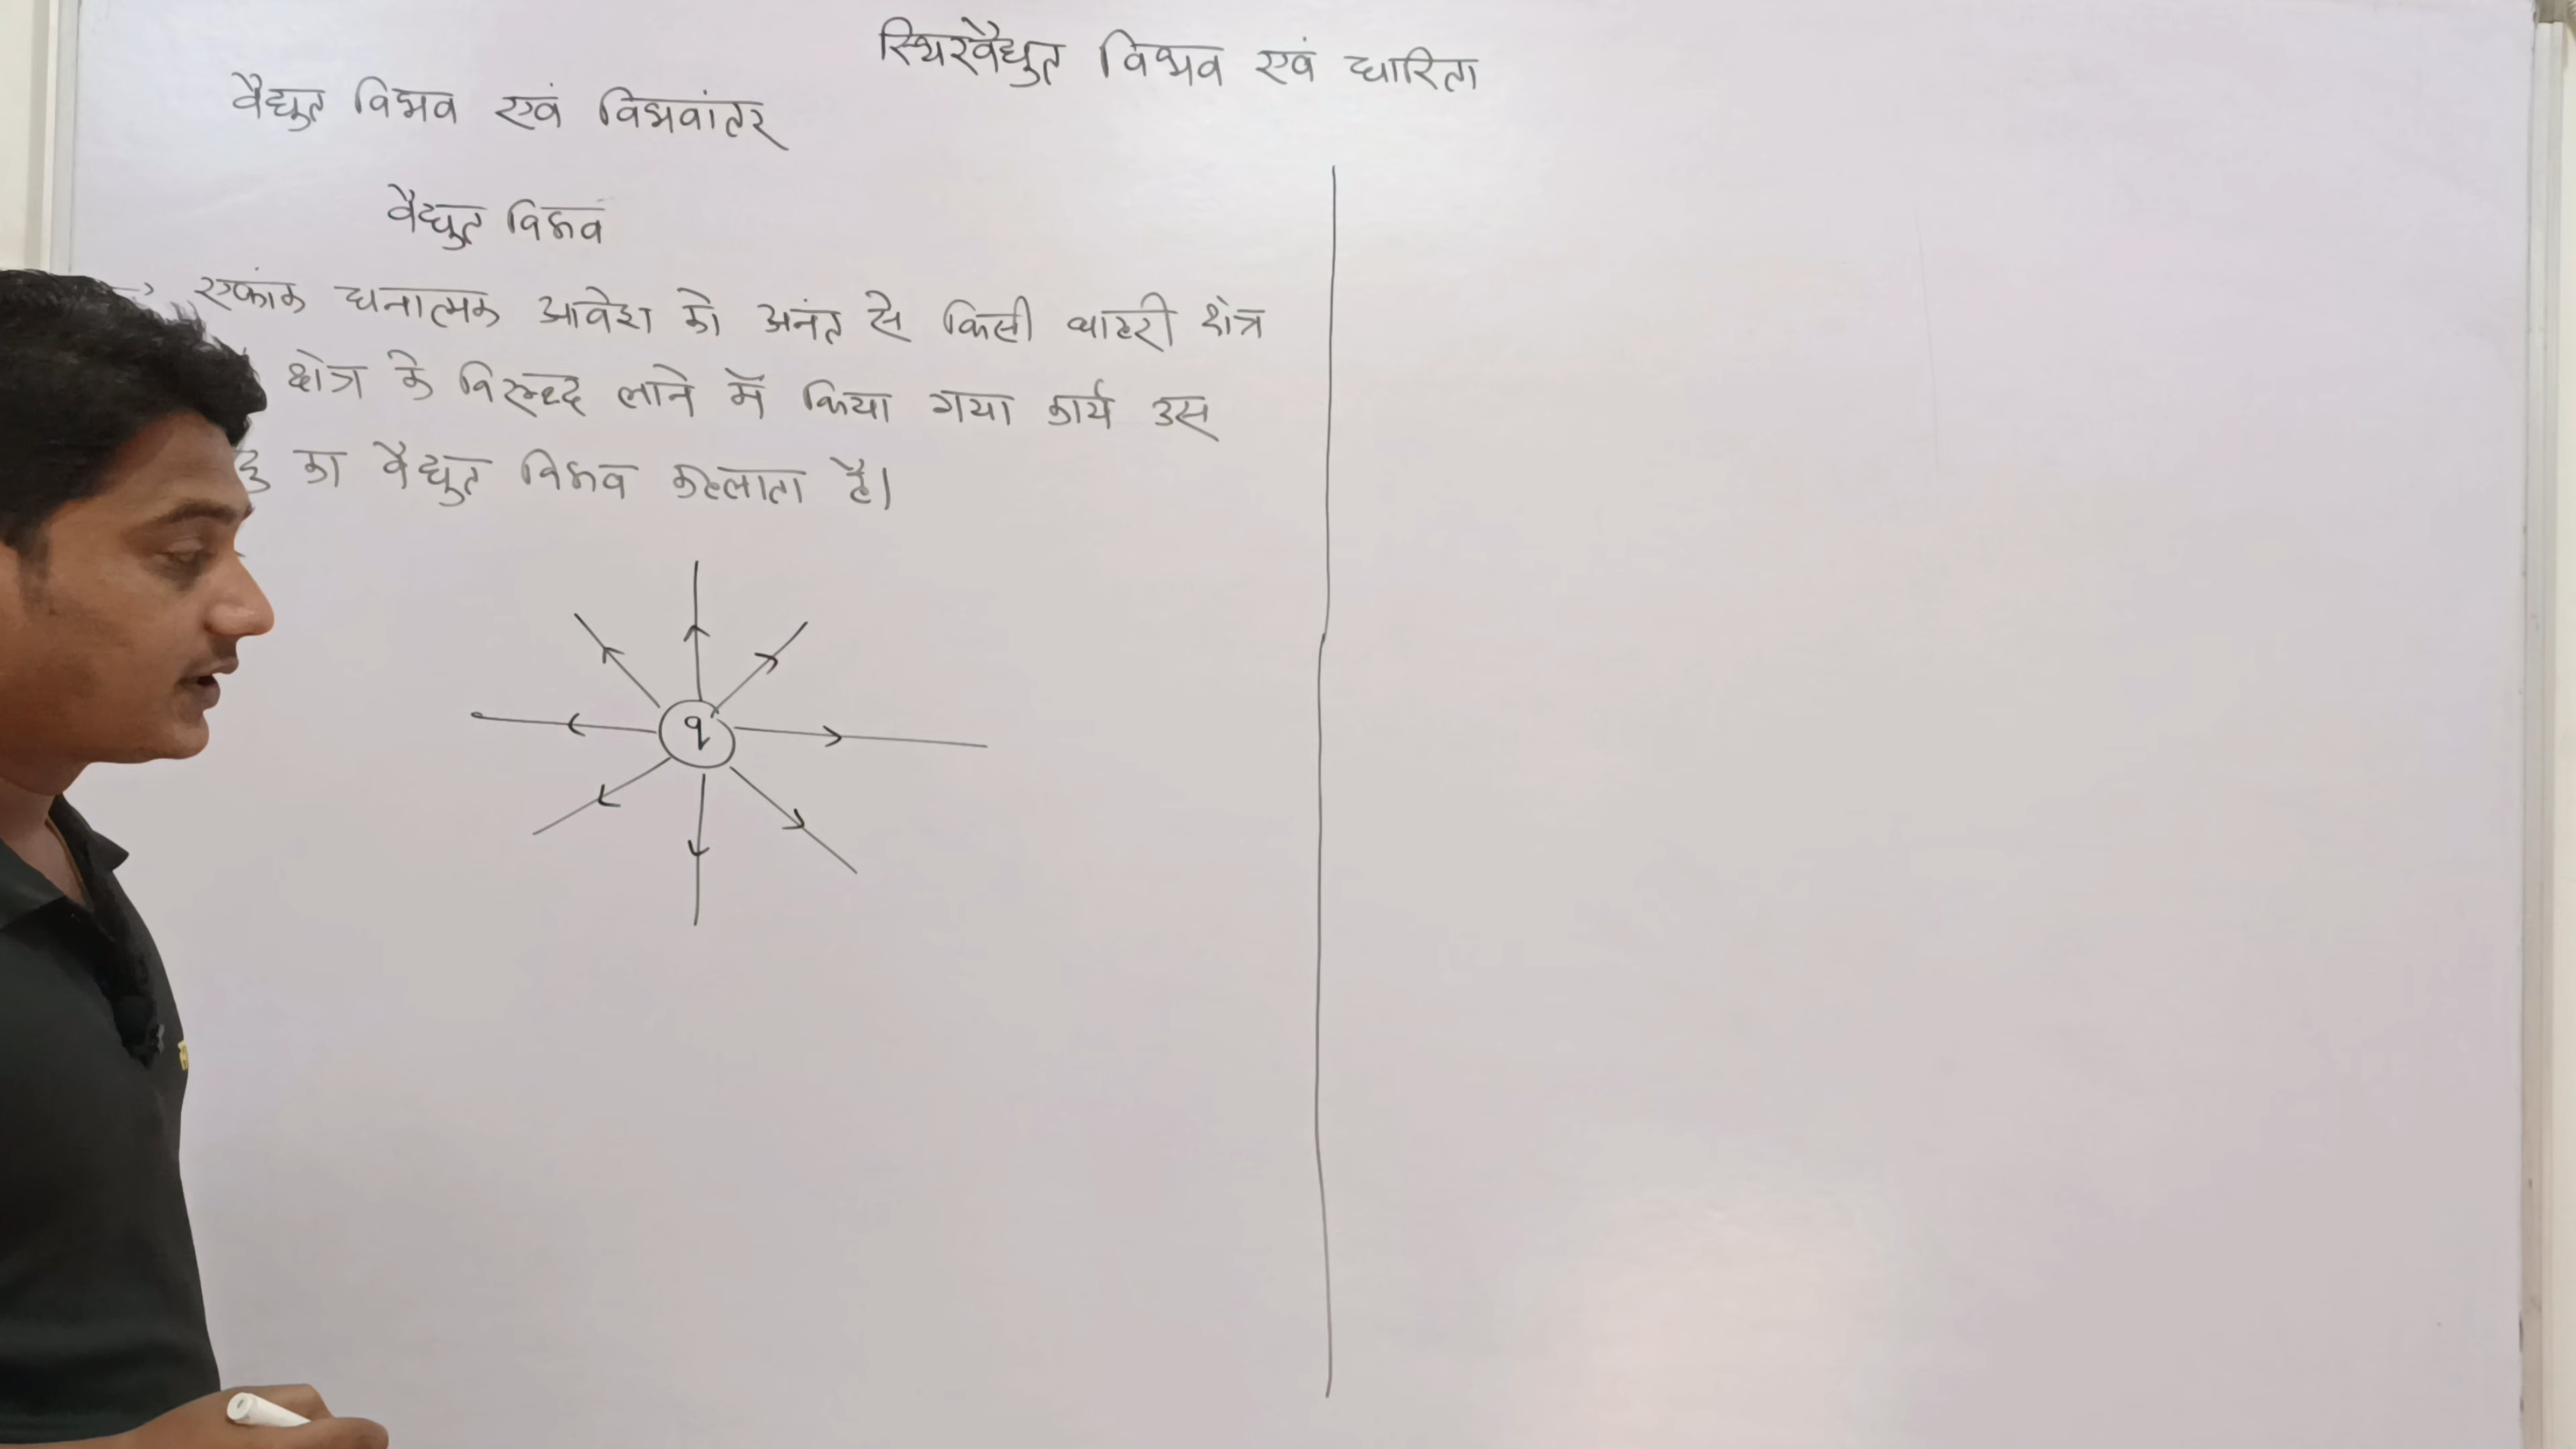 स्थिरवैद्युत विभव एवं धारिता
वैद्युत विभव एवं विभवांतर
वैद्युत विभव
→ एकांक धनात्मक आवेश को अनंत से किसी बाहरी क्षेत्र
क्षेत्र के विरूद्ध लाने में किया गया कार्य उस
का वैद्युत विभव कहलाता है।
q